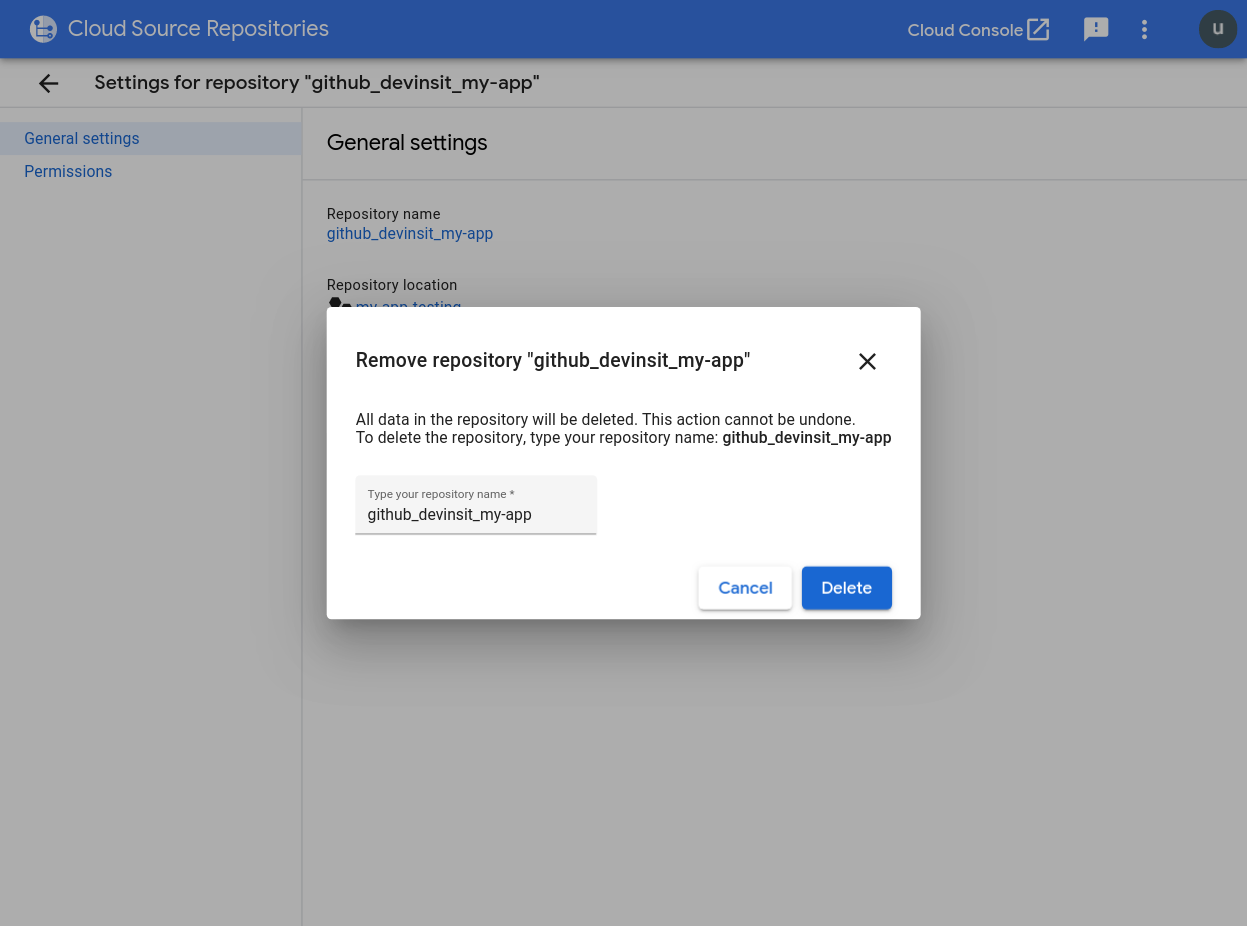 Cloud Source Repositories
Cloud Console
u
Settings for repository "github_devinsit_my-app"
General settings
Permissions
General settings
Repository name
github_devinsit_my-app
Repository location
my-app-testing
Remove repository "github_devinsit_my-app"
All data in the repository will be deleted. This action cannot be undone.
To delete the repository, type your repository name: github_devinsit_my-app
Type your repository name *
github_devinsit_my-app
Cancel
Delete